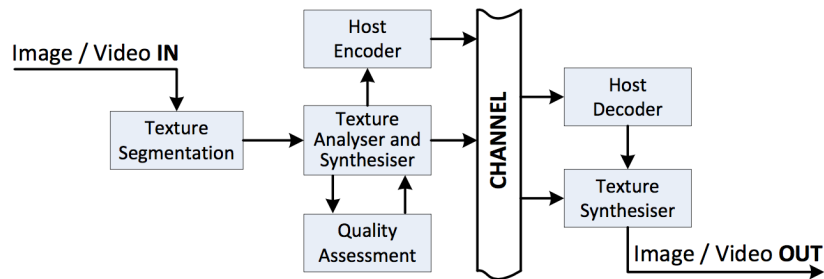 Image / Video IN
Texture
Segmentation
Host
Encoder
Texture
Analyser and
Synthesiser
Quality
Assessment
CHANNEL
Host
Decoder
Texture
Synthesiser
Image / Video OUT